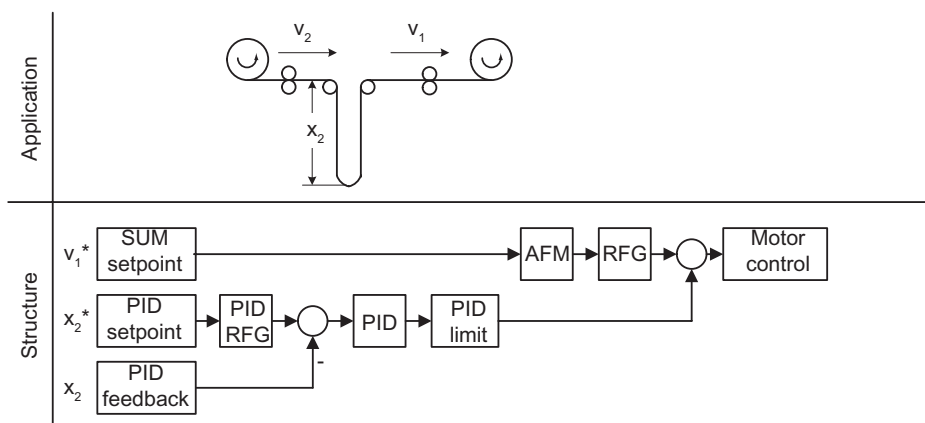 Application
v2
v1
x2
Structure
v1*
SUM
setpoint
AFM
RFG
Motor
control
x2*
PID
setpoint
PID
RFG
PID
PID
limit
-
x2
PID
feedback